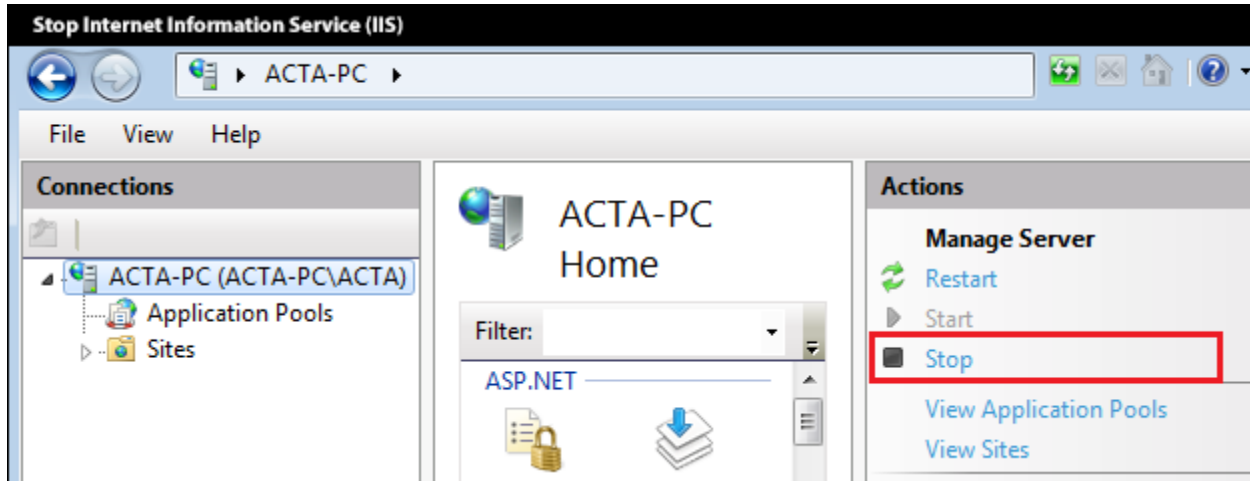 Stop Internet Information Service (IIS)
ACTA-PC
File View Help
Connections
ACTA-PC (ACTA-PC\ACTA)
Application Pools
Sites
ACTA-PC
Home
Filter:
ASP.NET
Actions
Manage Server
Restart
Start
Stop
View Application Pools
View Sites